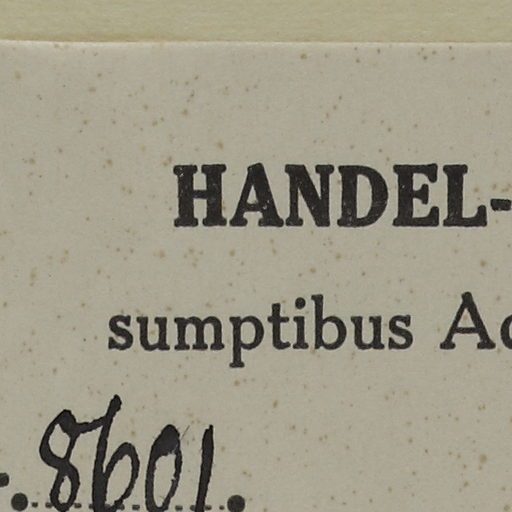 HANDEL-
sumptibus Ac
8601.